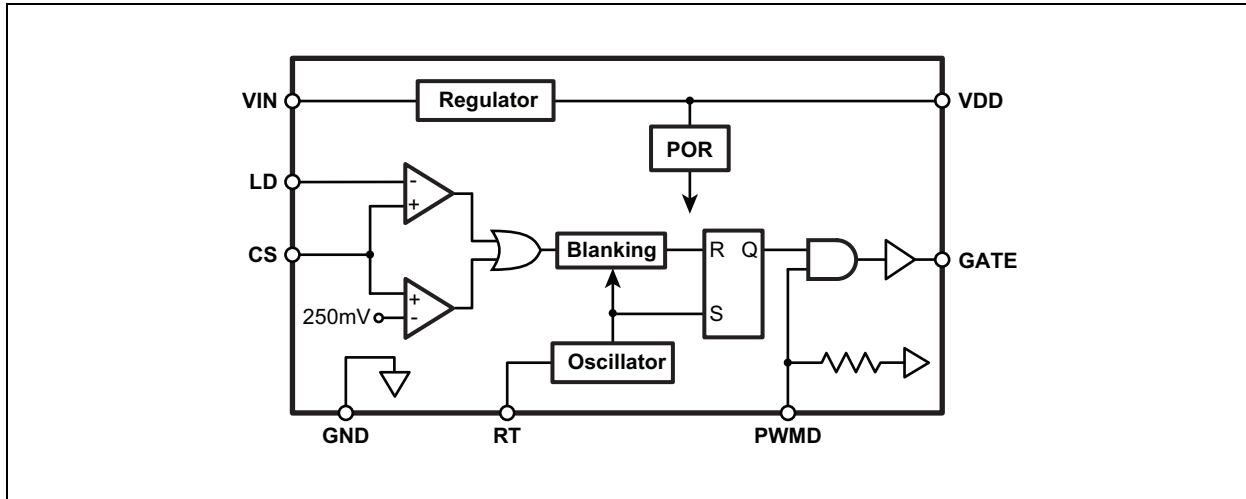 VIN
Regulator
VDD
POR
LD
-
+
CS
Blanking
R Q
GATE
+
250mV
-
S
Oscillator
GND
RT
PWMD